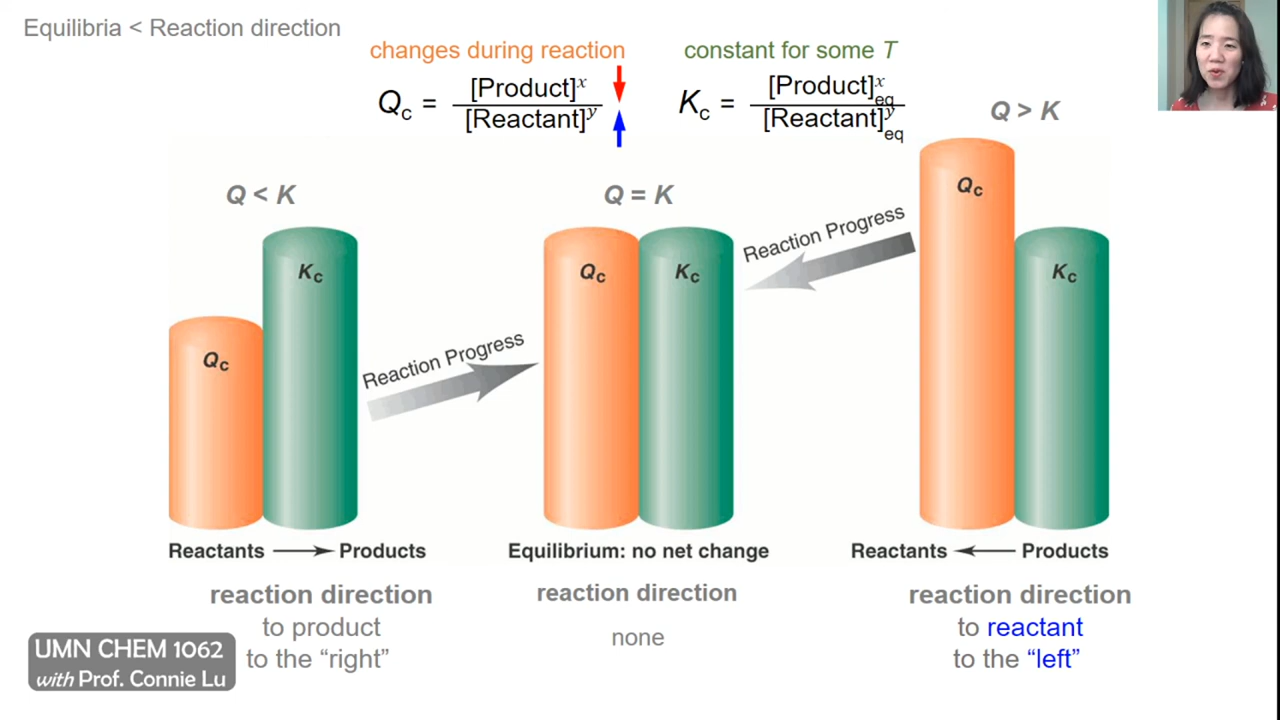 Equilibria < Reaction direction
changes during reaction
constant for some T
Qc = [Product]^x / [Reactant]^y
Kc = [Product]^x eq / [Reactant]^y eq
Q < K
Q = K
Q > K
Qc
Kc
Reaction Progress
Qc
Kc
Reaction Progress
Qc
Kc
Reactants ⟶ Products
Equilibrium: no net change
Reactants ⟵ Products
reaction direction
to product
to the “right”
reaction direction
none
reaction direction
to reactant
to the “left”
UMN CHEM 1062
with Prof. Connie Lu